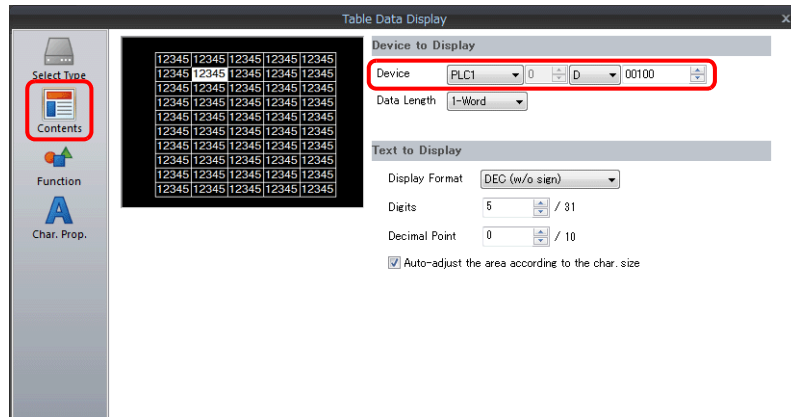 Table Data Display
x
Select Type
Contents
Function
Char. Prop.
12345 12345 12345 12345 12345
12345 12345 12345 12345 12345
12345 12345 12345 12345 12345
12345 12345 12345 12345 12345
12345 12345 12345 12345 12345
12345 12345 12345 12345 12345
12345 12345 12345 12345 12345
12345 12345 12345 12345 12345
12345 12345 12345 12345 12345
12345 12345 12345 12345 12345
Device to Display
Device PLC1 0 D 00100
Data Length 1-Word
Text to Display
Display Format DEC (w/o sign)
Digits 5 / 31
Decimal Point 0 / 10
Auto-adjust the area according to the char. size